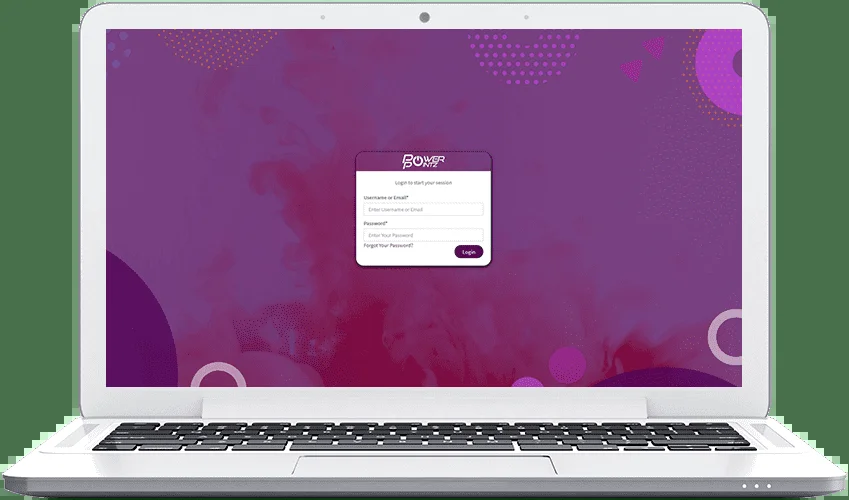 POWER
POINTZ
Login to start your session
Username or Email*
Enter Username or Email
Password*
Enter Your Password
Forgot Your Password?
Login